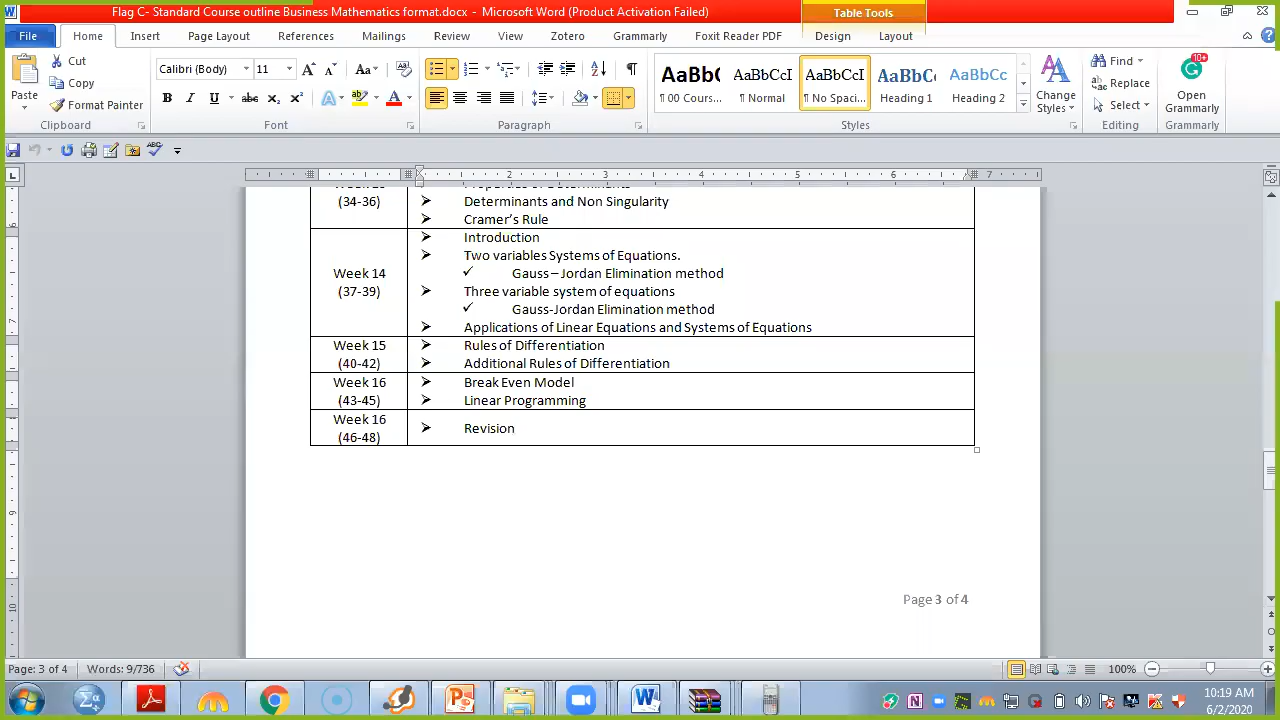 Flag C- Standard Course outline Business Mathematics format.docx - Microsoft Word (Product Activation Failed)
Table Tools
File Home Insert Page Layout References Mailings Review View Zotero Grammarly Foxit Reader PDF Design Layout
Paste
Cut
Copy
Format Painter
Clipboard
Calibri (Body) 11
Font
Paragraph
AaBbC AaBbCcI AaBbCcI AaBbCc AaBbCc
¶ 00 Cours... ¶ Normal ¶ No Spaci... Heading 1 Heading 2
Change Styles
Styles
Find
Replace
Select
Editing
10+
Open Grammarly
Grammarly
2 3 4 5 6 7
(34-36)
➢ Determinants and Non Singularity
➢ Cramer's Rule
Week 14
(37-39)
➢ Introduction
➢ Two variables Systems of Equations.
✓ Gauss – Jordan Elimination method
➢ Three variable system of equations
✓ Gauss-Jordan Elimination method
➢ Applications of Linear Equations and Systems of Equations
Week 15
(40-42)
➢ Rules of Differentiation
➢ Additional Rules of Differentiation
Week 16
(43-45)
➢ Break Even Model
➢ Linear Programming
Week 16
(46-48)
➢ Revision
Page 3 of 4
Page: 3 of 4 Words: 9/736 100%
10:19 AM
6/2/2020